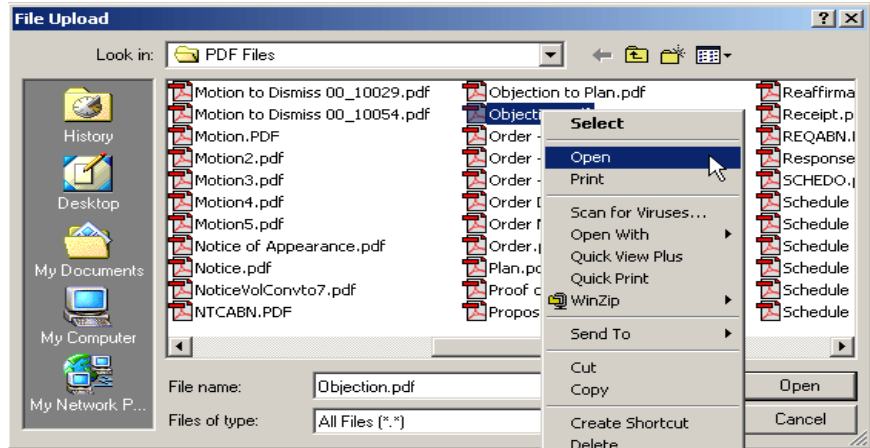 File Upload
Look in: PDF Files
History
Desktop
My Documents
My Computer
My Network P...
Motion to Dismiss 00_10029.pdf
Motion to Dismiss 00_10054.pdf
Motion.PDF
Motion2.pdf
Motion3.pdf
Motion4.pdf
Motion5.pdf
Notice of Appearance.pdf
Notice.pdf
NoticeVolConvto7.pdf
NTCABN.PDF
Objection to Plan.pdf
Objecti
Order -
Order -
Order -
Order
Order
Order.
Plan.
Proof
Propos
Reaffirma
Receipt.p
REQABN.
Response
SCHEDO.
Schedule
Schedule
Schedule
Schedule
Schedule
Select
Open
Print
Scan for Viruses...
Open With
Quick View Plus
Quick Print
WinZip
Send To
Cut
Copy
Create Shortcut
Delete
File name: Objection.pdf
Open
Files of type: All Files (*.*)
Cancel